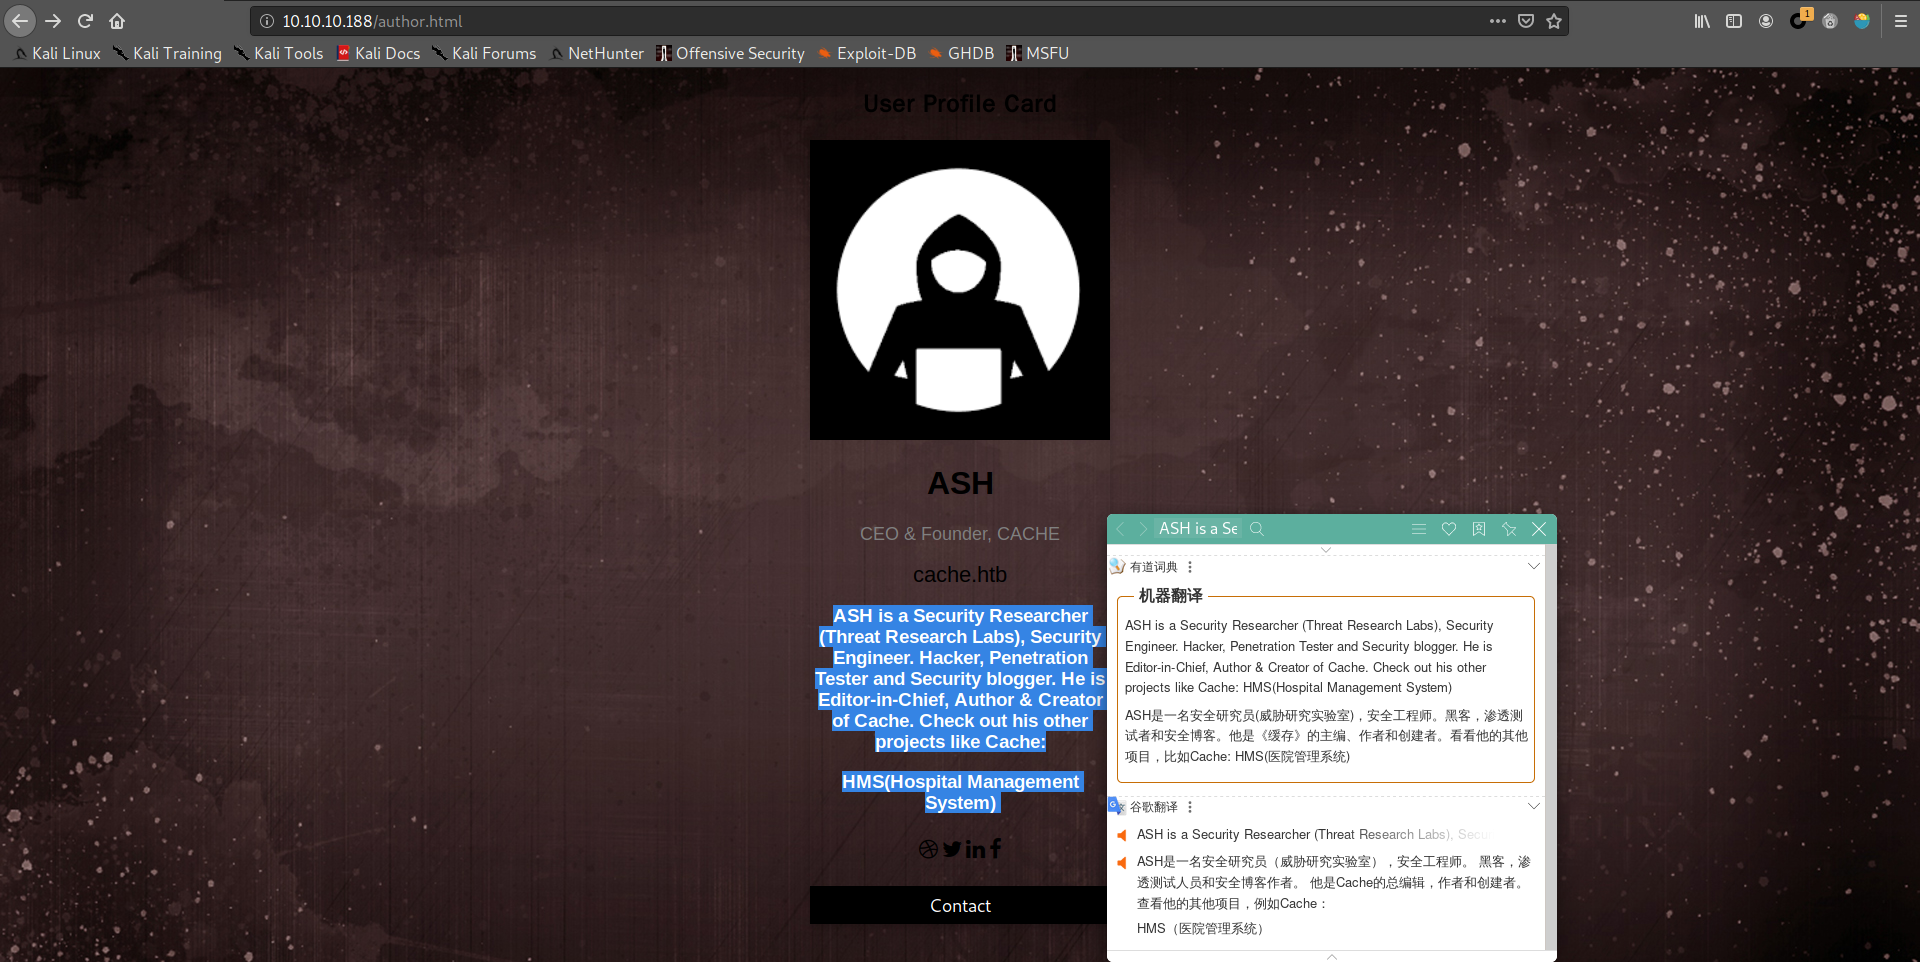 10.10.10.188/author.html
1
Kali Linux Kali Training Kali Tools Kali Docs Kali Forums NetHunter Offensive Security Exploit-DB GHDB MSFU
User Profile Card
ASH
CEO & Founder, CACHE
cache.htb
ASH is a Security Researcher
(Threat Research Labs), Security
Engineer. Hacker, Penetration
Tester and Security blogger. He is
Editor-in-Chief, Author & Creator
of Cache. Check out his other
projects like Cache:
HMS(Hospital Management
System)
Contact
ASH is a Se
有道词典
机器翻译
ASH is a Security Researcher (Threat Research Labs), Security
Engineer. Hacker, Penetration Tester and Security blogger. He is
Editor-in-Chief, Author & Creator of Cache. Check out his other
projects like Cache: HMS(Hospital Management System)
ASH是一名安全研究员(威胁研究实验室)，安全工程师。黑客，渗透测
试者和安全博客。他是《缓存》的主编、作者和创建者。看看他的其他
项目，比如Cache: HMS(医院管理系统)
谷歌翻译
ASH is a Security Researcher (Threat Research Labs), Secu
ASH是一名安全研究员（威胁研究实验室），安全工程师。 黑客，渗
透测试人员和安全博客作者。 他是Cache的总编辑，作者和创建者。
查看他的其他项目，例如Cache：
HMS（医院管理系统）